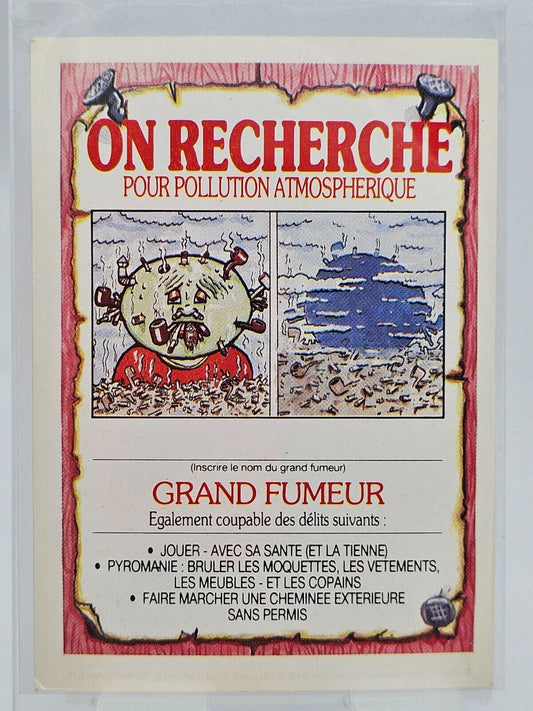 ON RECHERCHE
POUR POLLUTION ATMOSPHERIQUE
(Inscrire le nom du grand fumeur)
GRAND FUMEUR
Egalement coupable des délits suivants :
• JOUER - AVEC SA SANTE (ET LA TIENNE)
• PYROMANIE : BRULER LES MOQUETTES, LES VETEMENTS,
LES MEUBLES - ET LES COPAINS
• FAIRE MARCHER UNE CHEMINEE EXTERIEURE
SANS PERMIS